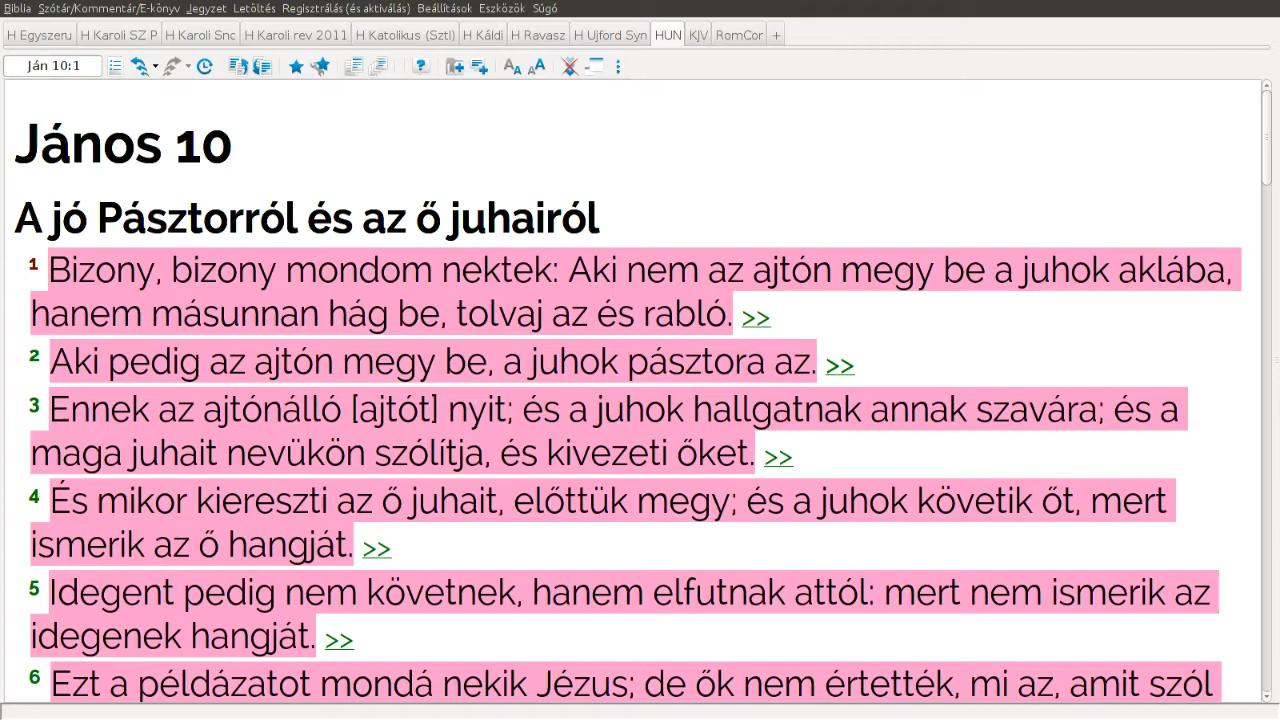 Biblia Szótár/Kommentár/E-könyv Jegyzet Letöltés Regisztrálás (és aktiválás) Beállítások Eszközök Súgó
H Egyszeru H Karoli SZ P H Karoli Snc H Karoli rev 2011 H Katolikus (SztI) H Káldi H Ravasz H Ujford Syn HUN KJV RomCor +
Ján 10:1
János 10
A jó Pásztorról és az ő juhairól
1 Bizony, bizony mondom nektek: Aki nem az ajtón megy be a juhok aklába,
hanem másunnan hág be, tolvaj az és rabló. >>
2 Aki pedig az ajtón megy be, a juhok pásztora az. >>
3 Ennek az ajtónálló [ajtót] nyit; és a juhok hallgatnak annak szavára; és a
maga juhait nevükön szólítja, és kivezeti őket. >>
4 És mikor kiereszti az ő juhait, előttük megy; és a juhok követik őt, mert
ismerik az ő hangját. >>
5 Idegent pedig nem követnek, hanem elfutnak attól: mert nem ismerik az
idegenek hangját. >>
6 Ezt a példázatot mondá nekik Jézus; de ők nem értették, mi az, amit szól